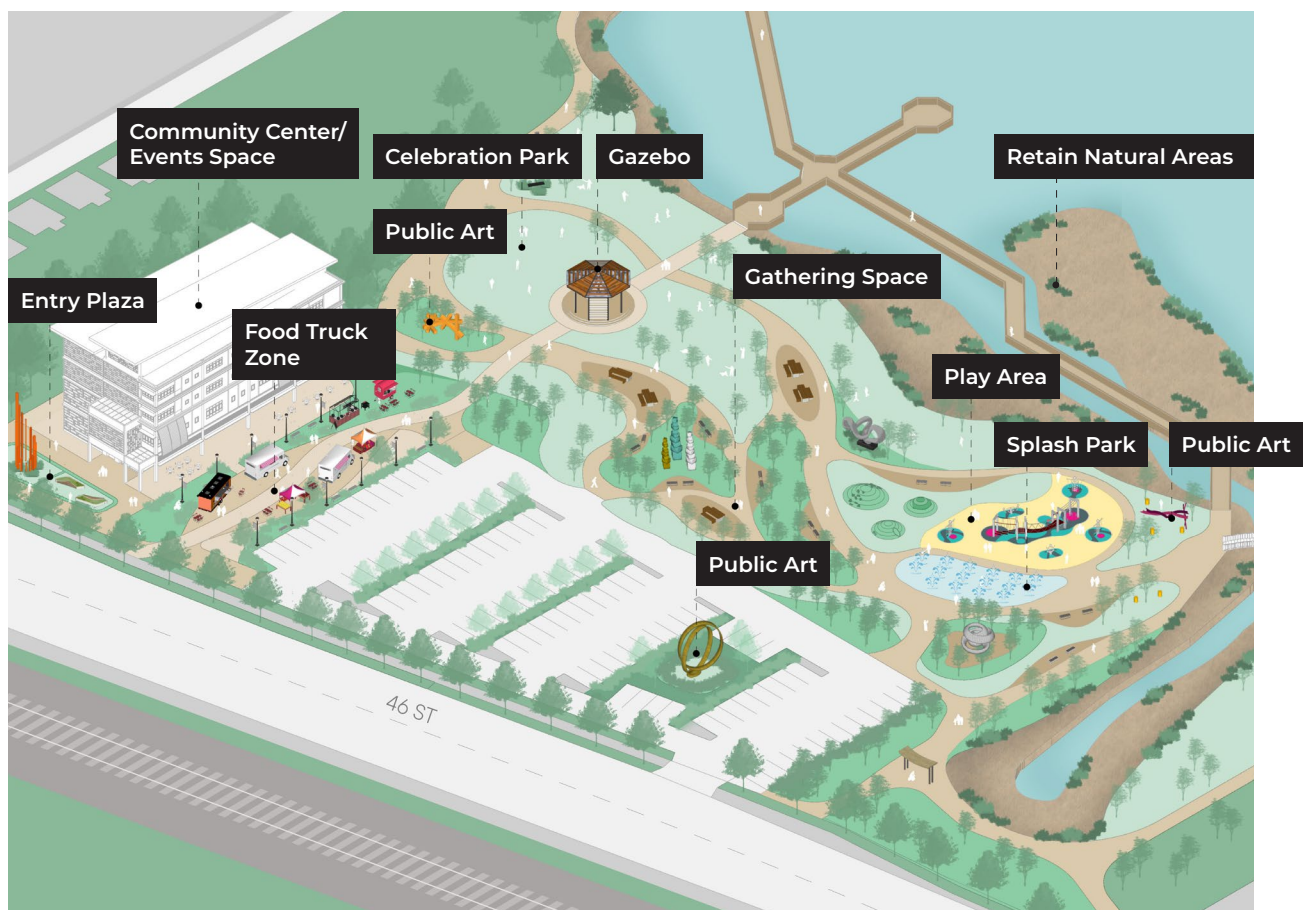 Community Center/
Events Space
Celebration Park
Gazebo
Retain Natural Areas
Public Art
Gathering Space
Entry Plaza
Food Truck
Zone
Play Area
Splash Park
Public Art
Public Art
46 ST